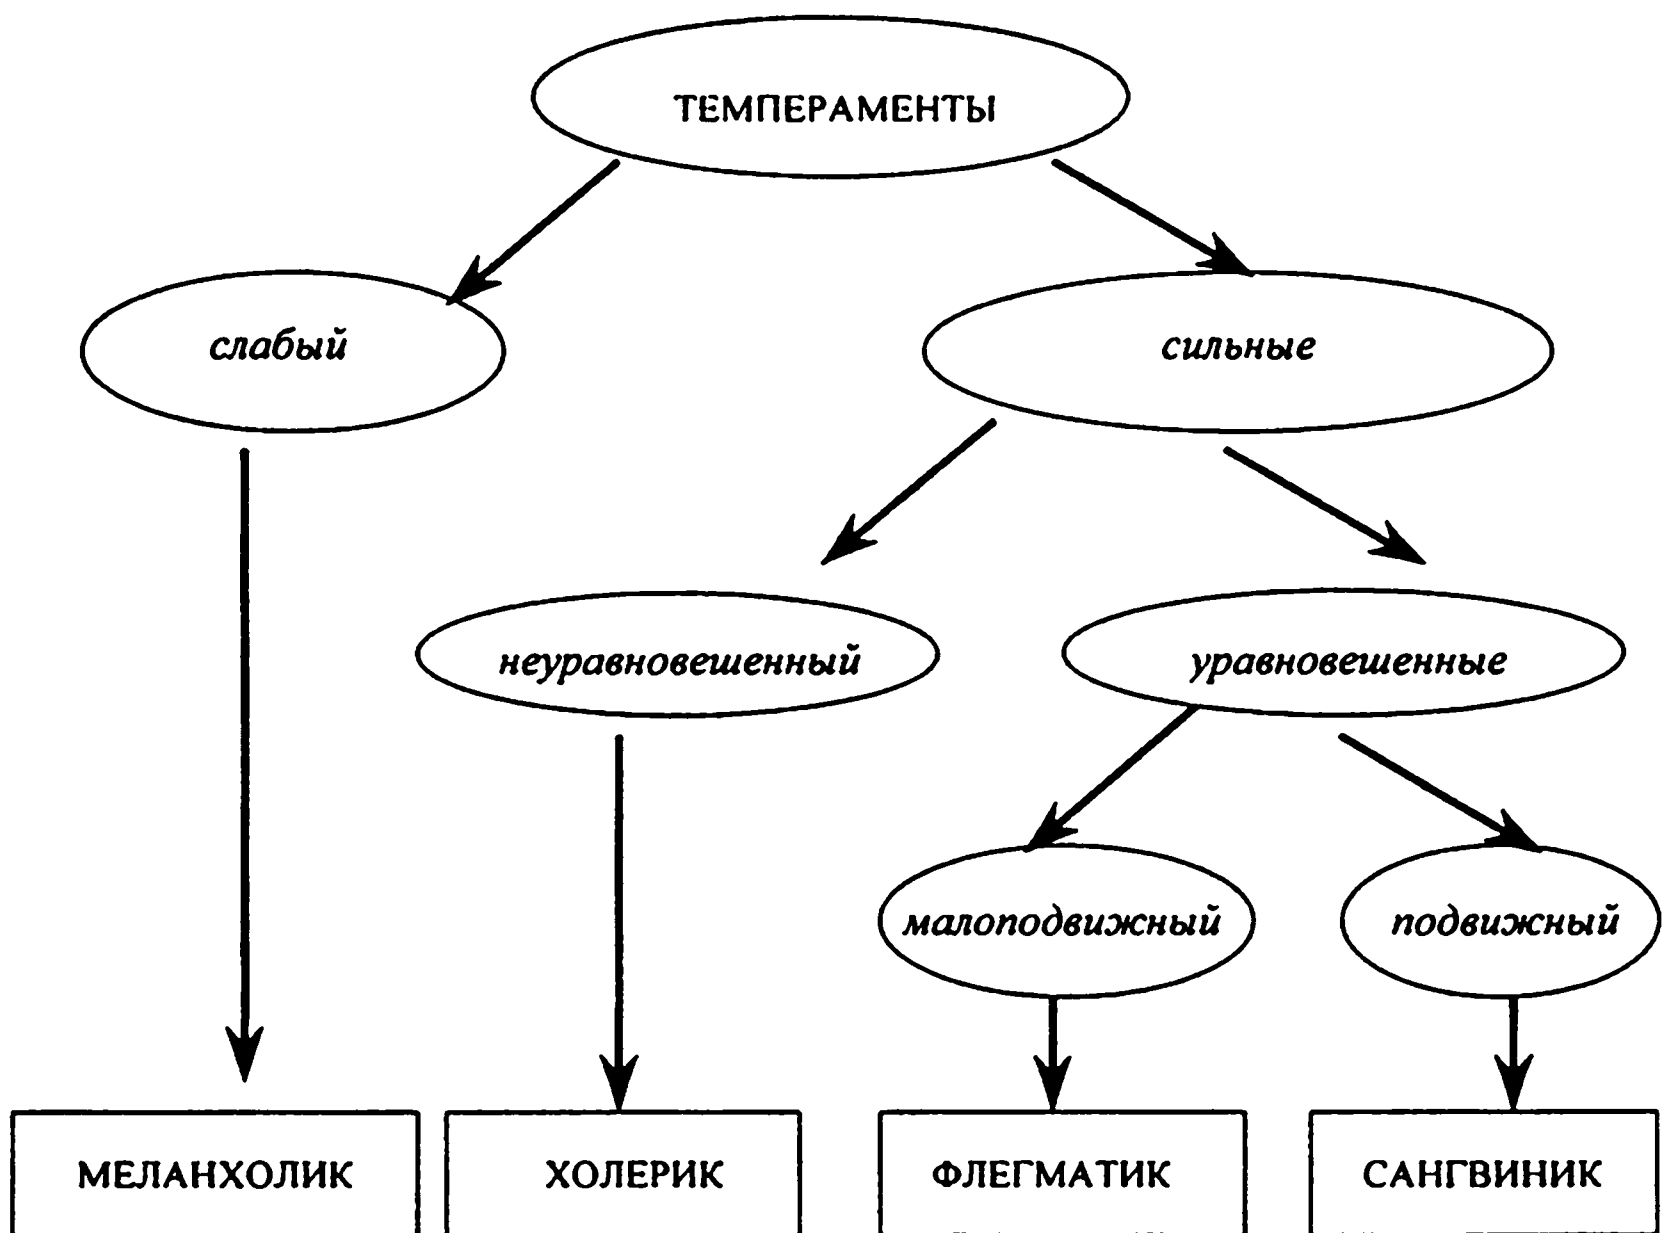 ТЕМПЕРАМЕНТЫ
слабый
сильные
неуравновешенный
уравновешенные
малоподвижный
подвижный
МЕЛАНХОЛИК
ХОЛЕРИК
ФЛЕГМАТИК
САНГВИНИК